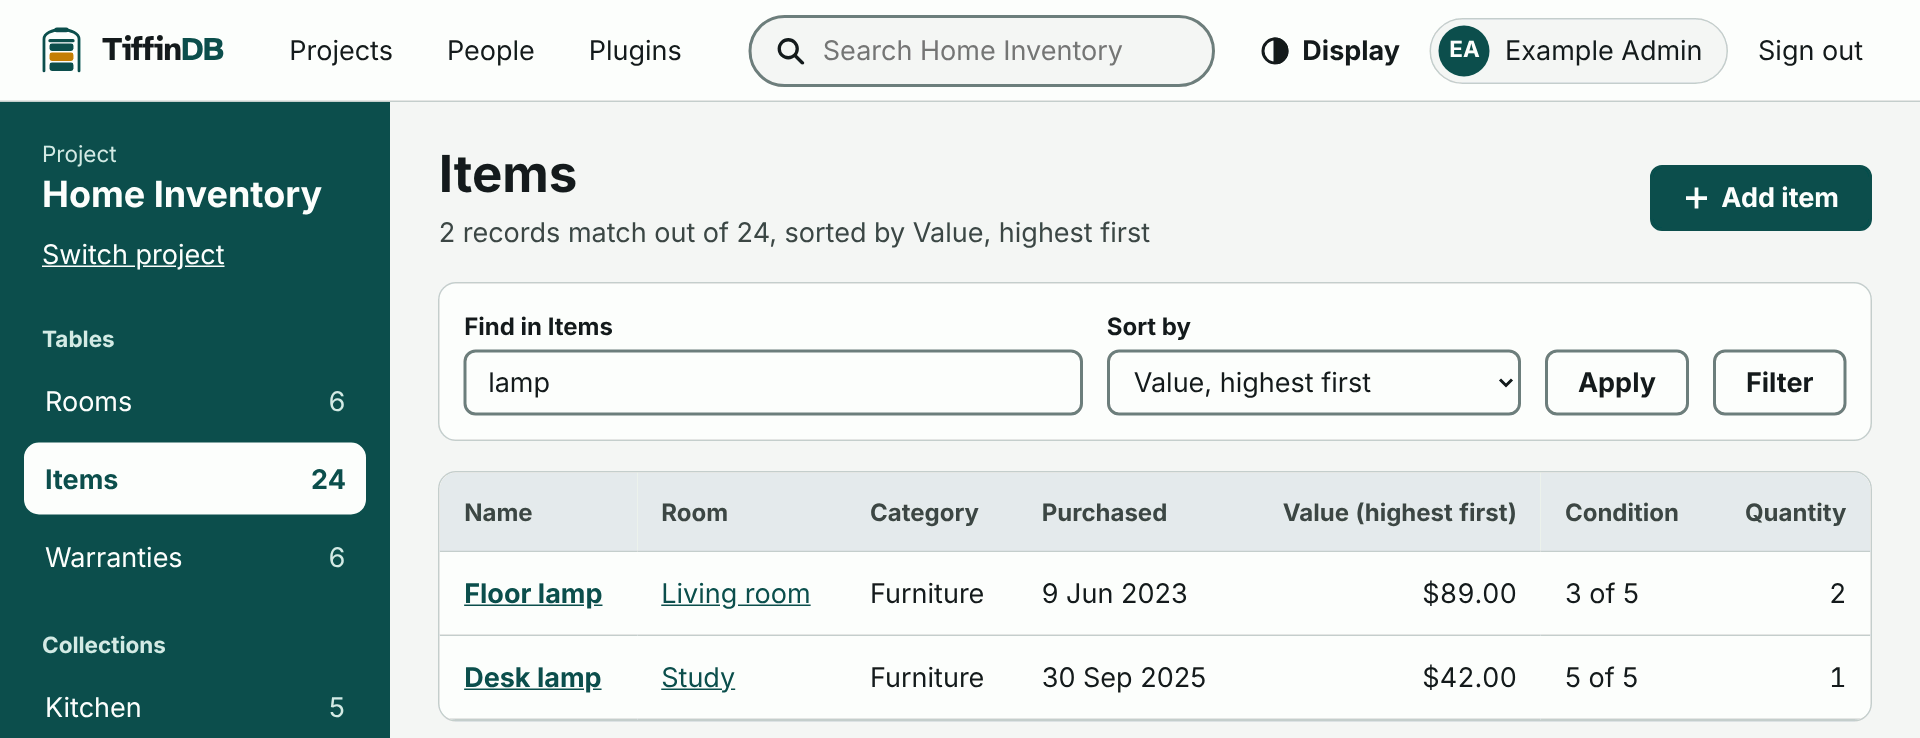 TiffinDB Projects People Plugins Search Home Inventory Display EA Example Admin Sign out
Project
Home Inventory
Switch project
Tables
Rooms 6
Items 24
Warranties 6
Collections
Kitchen 5
Items
2 records match out of 24, sorted by Value, highest first
+ Add item
Find in Items Sort by
lamp Value, highest first Apply Filter
Name Room Category Purchased Value (highest first) Condition Quantity
Floor lamp Living room Furniture 9 Jun 2023 $89.00 3 of 5 2
Desk lamp Study Furniture 30 Sep 2025 $42.00 5 of 5 1